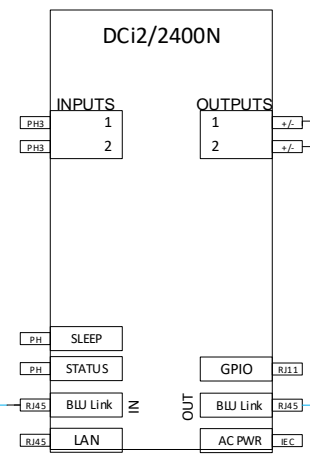 DCi2/2400N
INPUTS OUTPUTS
PH3 1 1 +/-
PH3 2 2 +/-
PH SLEEP
PH STATUS GPIO RJ11
RJ45 BLU Link IN OUT BLU Link RJ45
RJ45 LAN AC PWR IEC